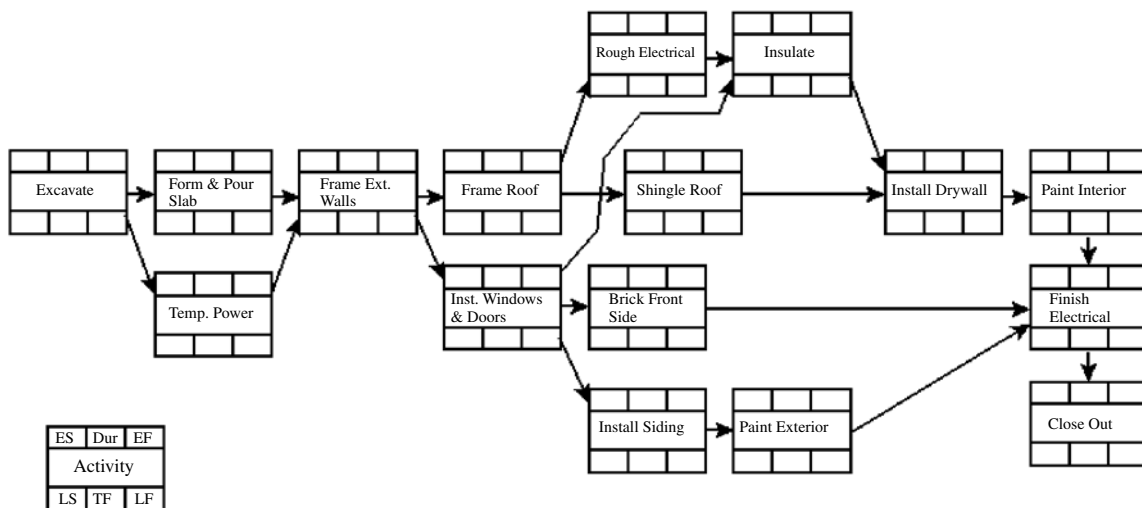 Rough Electrical
Insulate
Excavate
Form & Pour
Slab
Frame Ext.
Walls
Frame Roof
Shingle Roof
Install Drywall
Paint Interior
Temp. Power
Inst. Windows
& Doors
Brick Front
Side
Finish
Electrical
Install Siding
Paint Exterior
Close Out
ES Dur EF
Activity
LS TF LF